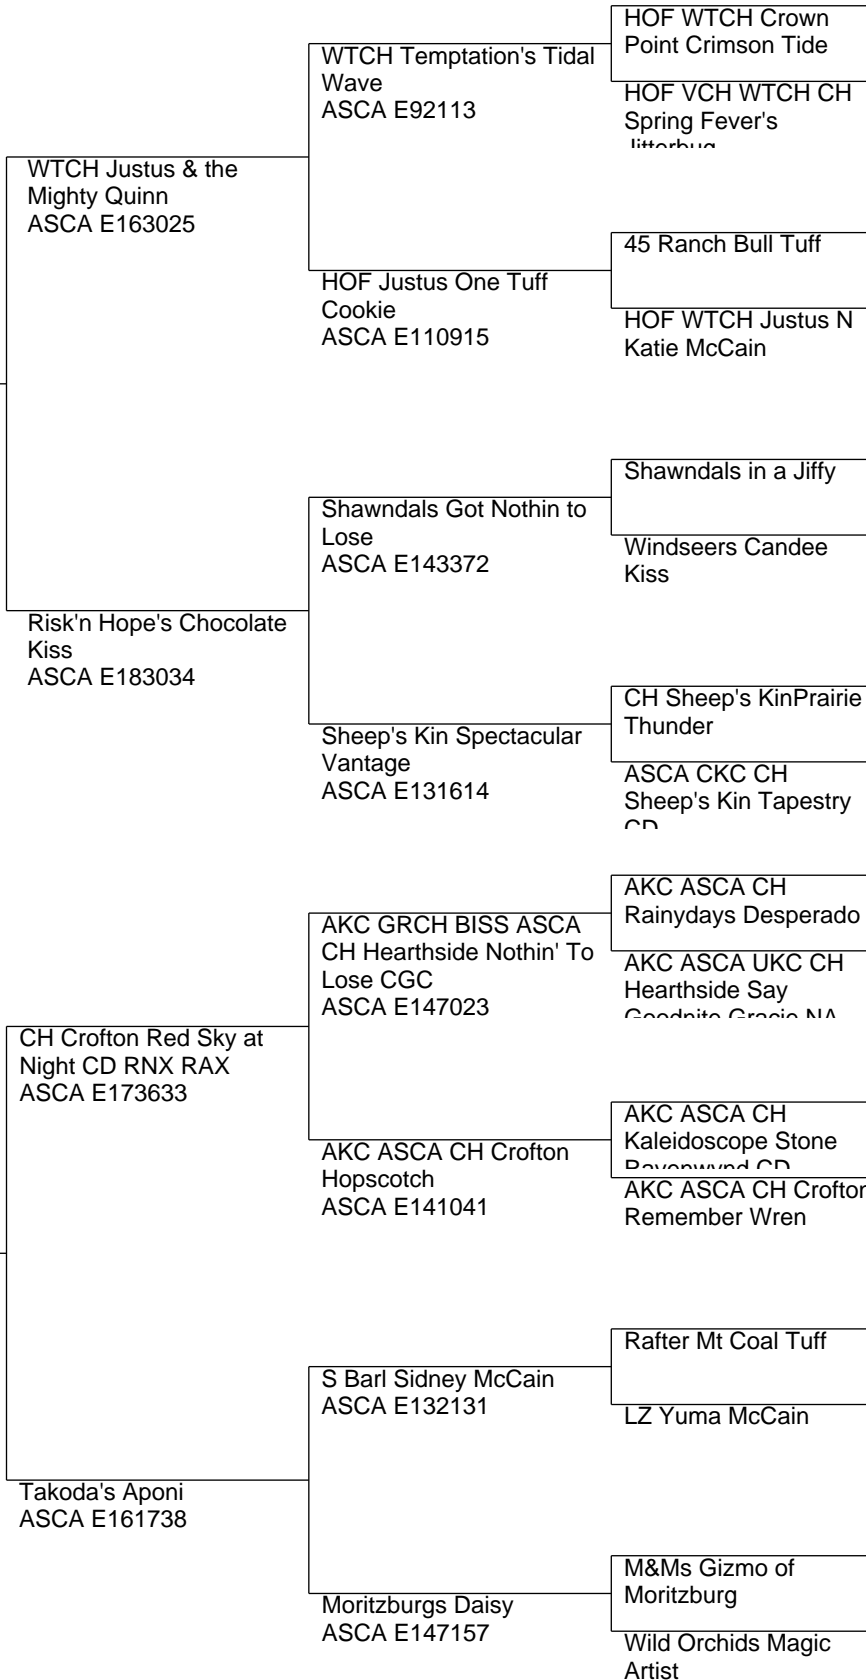 HOF WTCH Crown
Point Crimson Tide
WTCH Temptation's Tidal
Wave
ASCA E92113
HOF VCH WTCH CH
Spring Fever's
Jitterbug
WTCH Justus & the
Mighty Quinn
ASCA E163025
45 Ranch Bull Tuff
HOF Justus One Tuff
Cookie
ASCA E110915
HOF WTCH Justus N
Katie McCain
Shawndals in a Jiffy
Shawndals Got Nothin to
Lose
ASCA E143372
Windseers Candee
Kiss
Risk'n Hope's Chocolate
Kiss
ASCA E183034
CH Sheep's KinPrairie
Thunder
Sheep's Kin Spectacular
Vantage
ASCA E131614
ASCA CKC CH
Sheep's Kin Tapestry
CD
AKC ASCA CH
Rainydays Desperado
AKC GRCH BISS ASCA
CH Hearthside Nothin' To
Lose CGC
ASCA E147023
AKC ASCA UKC CH
Hearthside Say
Goodnite Gracie NA
CH Crofton Red Sky at
Night CD RNX RAX
ASCA E173633
AKC ASCA CH
Kaleidoscope Stone
Ravenwynd CD
AKC ASCA CH Crofton
Hopscotch
ASCA E141041
AKC ASCA CH Crofton
Remember Wren
Rafter Mt Coal Tuff
S Barl Sidney McCain
ASCA E132131
LZ Yuma McCain
Takoda's Aponi
ASCA E161738
M&Ms Gizmo of
Moritzburg
Moritzburgs Daisy
ASCA E147157
Wild Orchids Magic
Artist